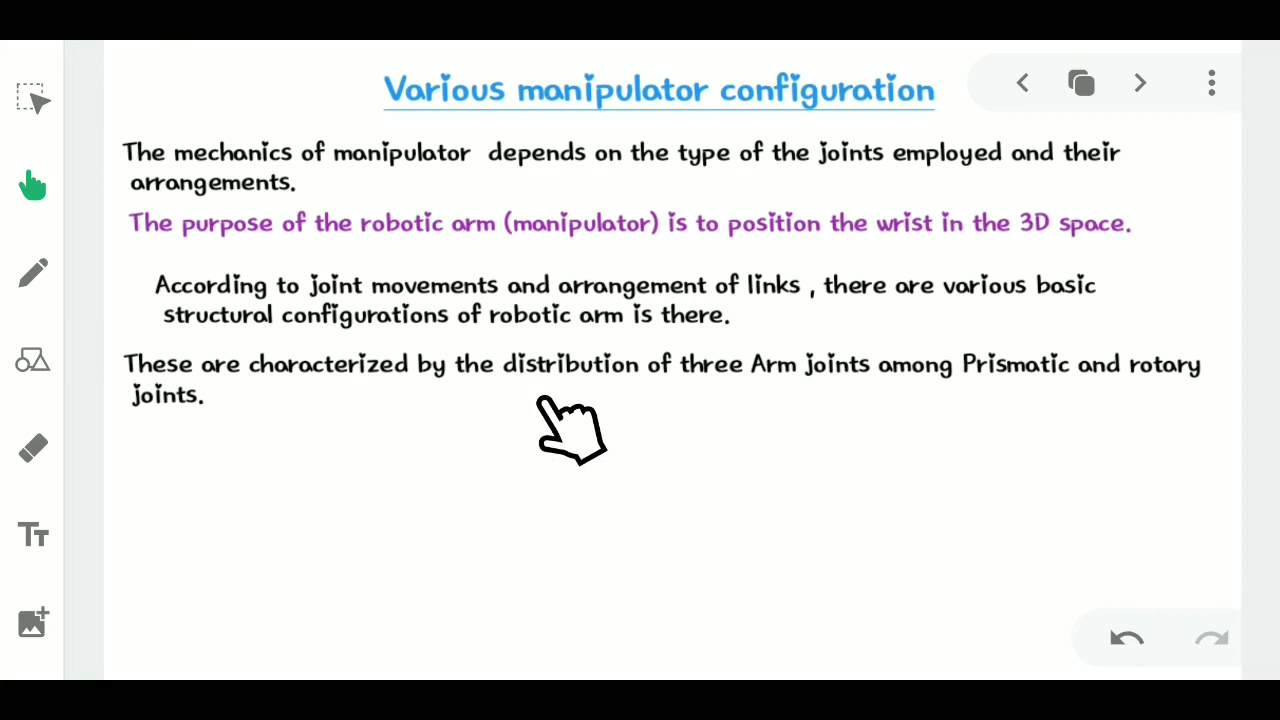 Various manipulator configuration
The mechanics of manipulator depends on the type of the joints employed and their
arrangements.
The purpose of the robotic arm (manipulator) is to position the wrist in the 3D space.
According to joint movements and arrangement of links , there are various basic
structural configurations of robotic arm is there.
These are characterized by the distribution of three Arm joints among Prismatic and rotary
joints.
TT